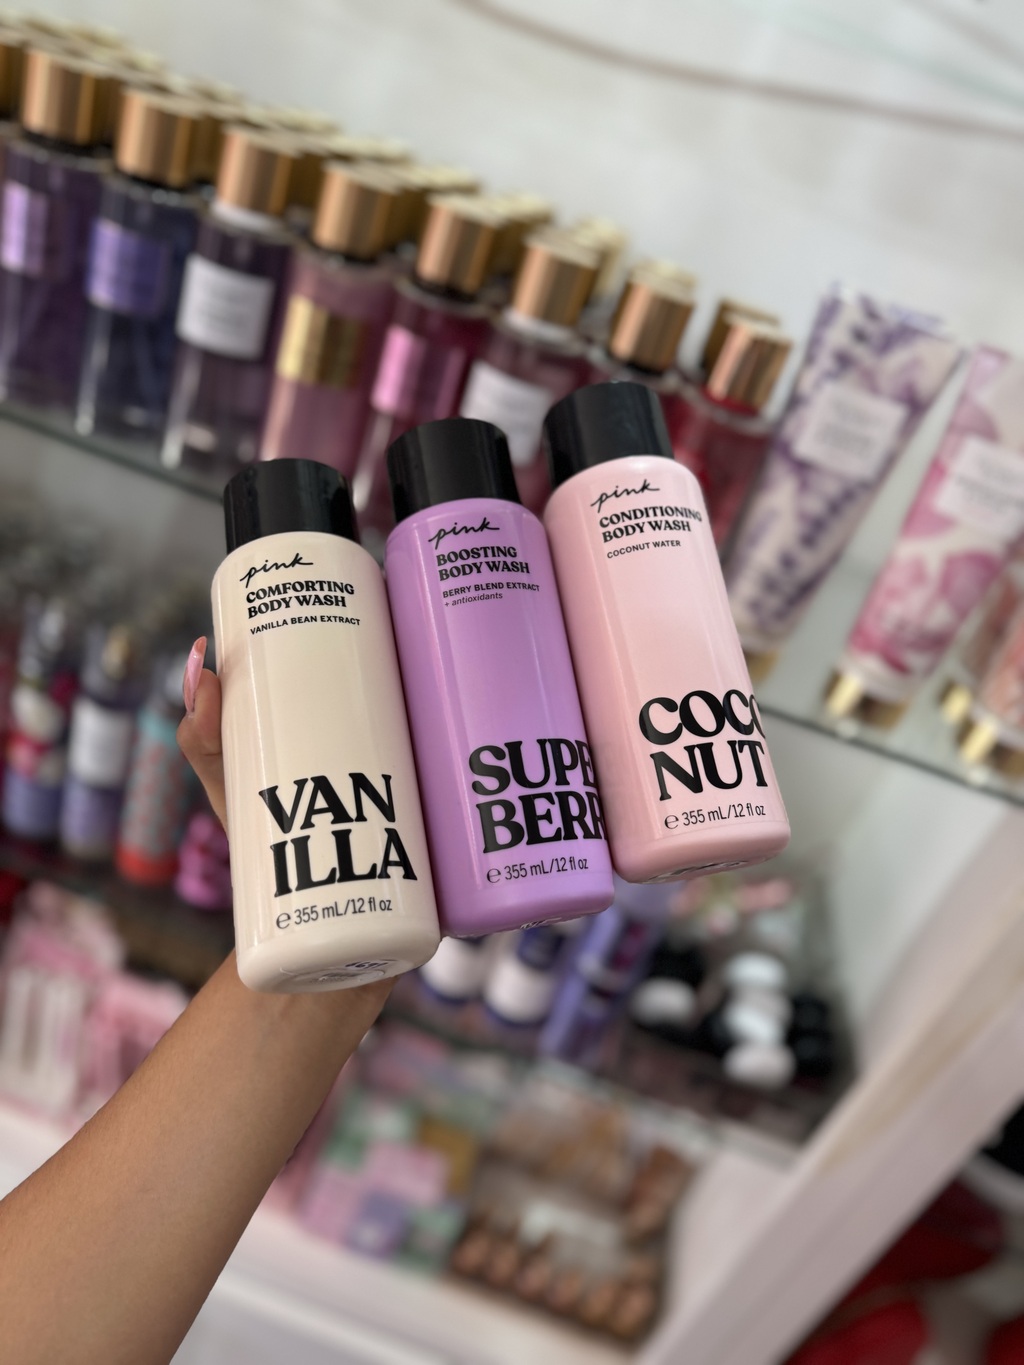 pink
COMFORTING
BODY WASH
VANILLA BEAN EXTRACT
VAN
ILLA
℮ 355 mL/12 fl oz
pink
BOOSTING
BODY WASH
BERRY BLEND EXTRACT
+ antioxidants
SUPE
BERR
℮ 355 mL/12 fl oz
pink
CONDITIONING
BODY WASH
COCONUT WATER
COCO
NUT
℮ 355 mL/12 fl oz